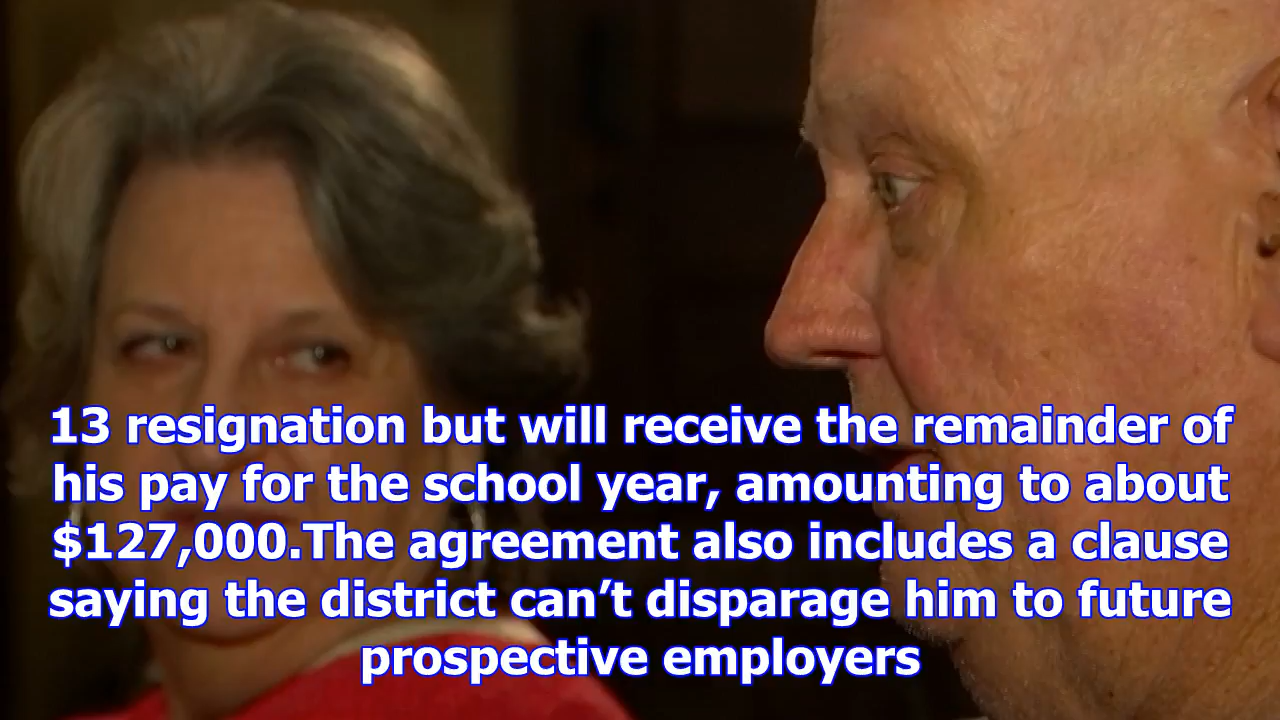 13 resignation but will receive the remainder of
his pay for the school year, amounting to about
$127,000.The agreement also includes a clause
saying the district can’t disparage him to future
prospective employers